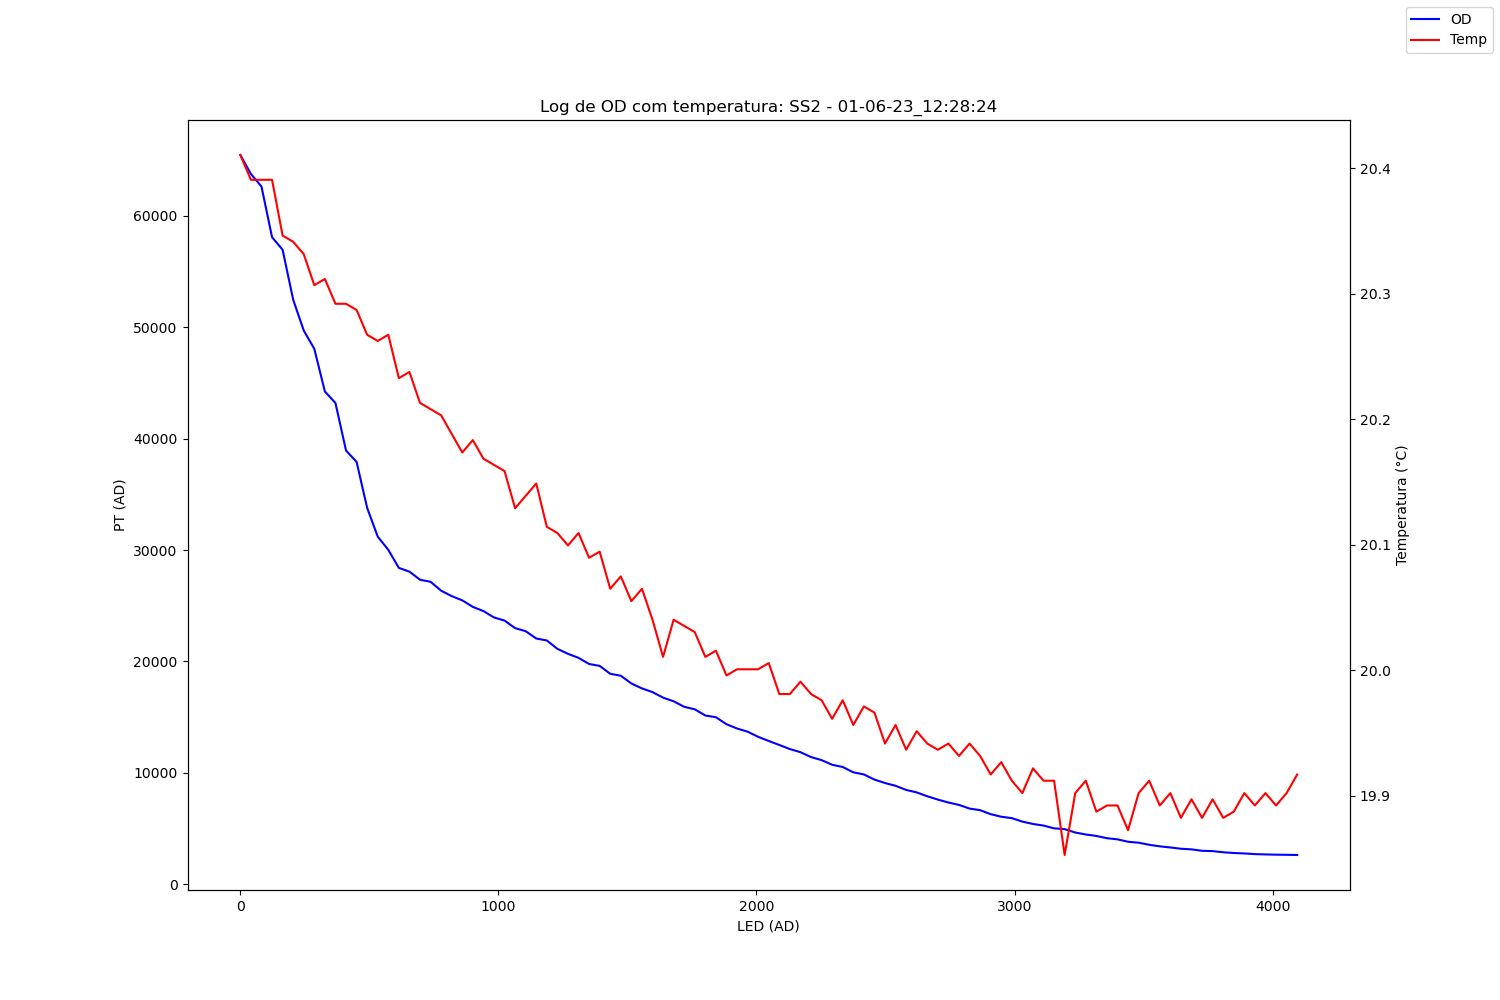 OD
Temp
Log de OD com temperatura: SS2 - 01-06-23_12:28:24
60000
50000
40000
30000
20000
10000
0
PT (AD)
20.4
20.3
20.2
20.1
20.0
19.9
Temperatura (°C)
0 1000 2000 3000 4000
LED (AD)